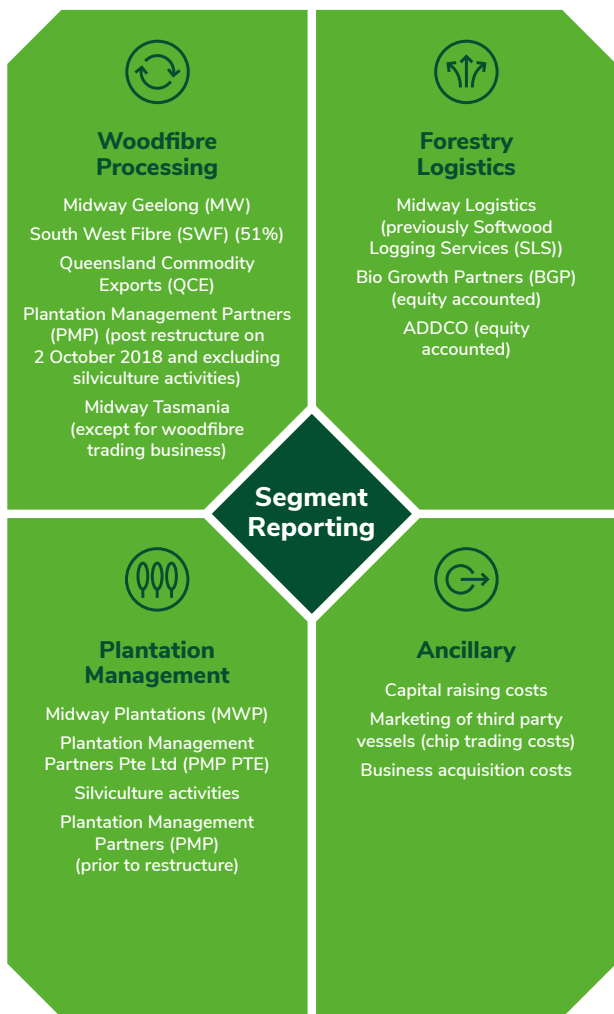 Woodfibre
Processing
Midway Geelong (MW)
South West Fibre (SWF) (51%)
Queensland Commodity
Exports (QCE)
Plantation Management Partners
(PMP) (post restructure on
2 October 2018 and excluding
silviculture activities)
Midway Tasmania
(except for woodfibre
trading business)
Forestry
Logistics
Midway Logistics
(previously Softwood
Logging Services (SLS))
Bio Growth Partners (BGP)
(equity accounted)
ADDCO (equity
accounted)
Segment
Reporting
Plantation
Management
Midway Plantations (MWP)
Plantation Management
Partners Pte Ltd (PMP PTE)
Silviculture activities
Plantation Management
Partners (PMP)
(prior to restructure)
Ancillary
Capital raising costs
Marketing of third party
vessels (chip trading costs)
Business acquisition costs